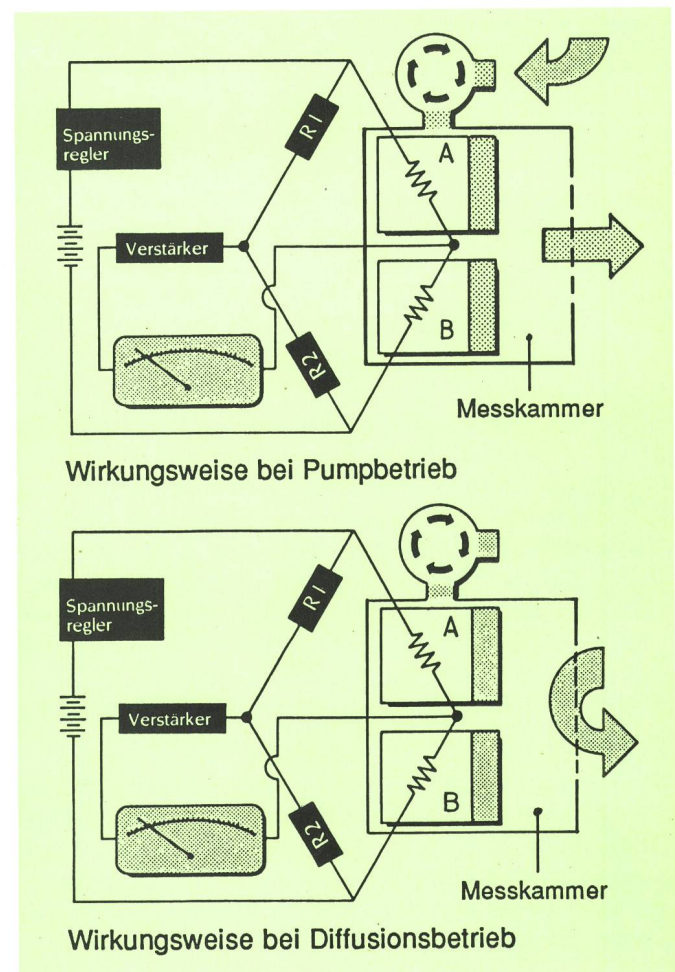 Spannungs-
regler
R1
A
Verstärker
R2
B
Messkammer
Wirkungsweise bei Pumpbetrieb
Spannungs-
regler
R1
A
Verstärker
R2
B
Messkammer
Wirkungsweise bei Diffusionsbetrieb